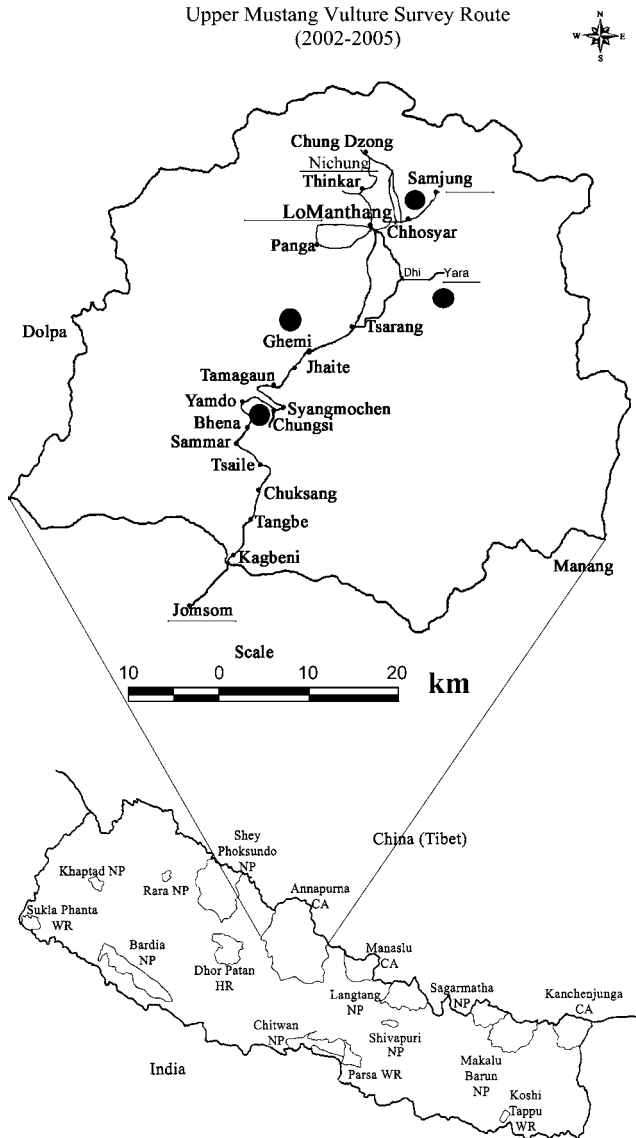 Upper Mustang Vulture Survey Route
(2002-2005)
N
W E
S
Chung Dzong
Nichung
Thinkar
Samjung
LoManthang
Chhosyar
Panga
Dhi Yara
Dolpa
Tsarang
Ghemi
Jhaite
Tamagaun
Yamdo
Syangmochen
Bhena
Chungsi
Sammar
Tsaile
Chuksang
Tangbe
Kagbeni
Manang
Jomsom
Scale
10 0 10 20
km
China (Tibet)
Shey
Phoksundo
NP
Khaptad NP
Rara NP
Annapurna
CA
Sukla Phanta
WR
Bardia
NP
Dhor Patan
HR
Manaslu
CA
Langtang
NP
Sagarmatha
NP
Kanchenjunga
CA
Chitwan
NP
Shivapuri
NP
India
Parsa WR
Makalu
Barun
NP
Koshi
Tappu
WR